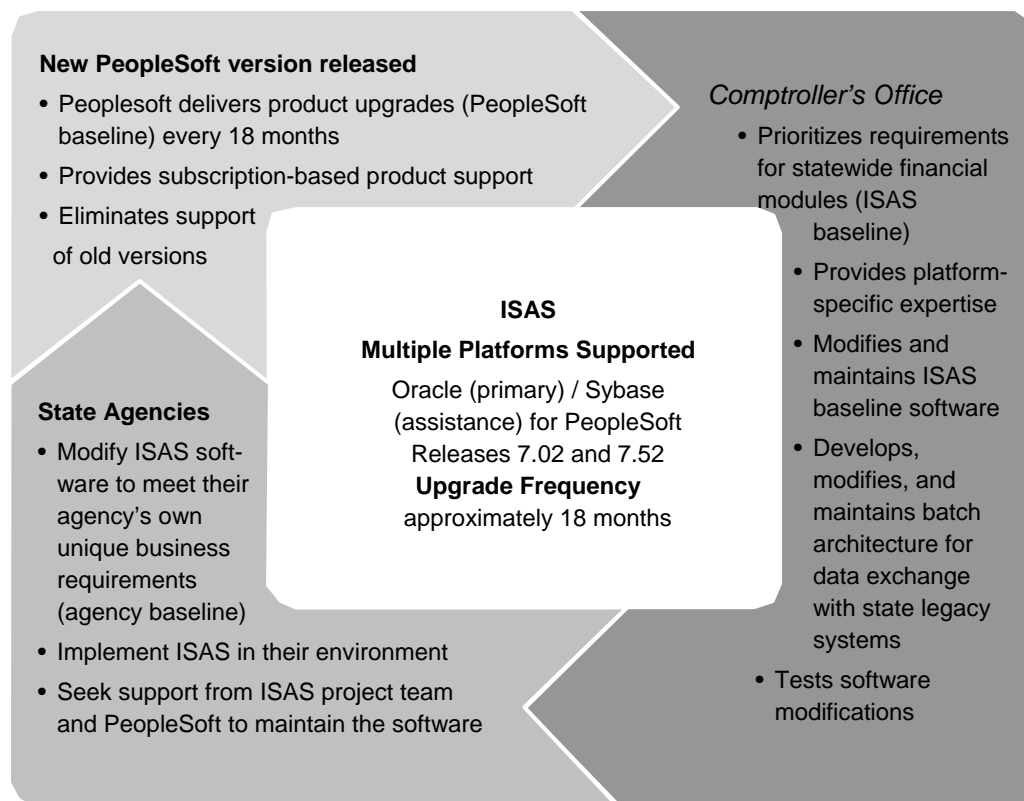 New PeopleSoft version released
• Peoplesoft delivers product upgrades (PeopleSoft
baseline) every 18 months
• Provides subscription-based product support
• Eliminates support
of old versions
Comptroller's Office
• Prioritizes requirements
for statewide financial
modules (ISAS
baseline)
• Provides platform-
specific expertise
• Modifies and
maintains ISAS
baseline software
• Develops,
modifies, and
maintains batch
architecture for
data exchange
with state legacy
systems
• Tests software
modifications
State Agencies
• Modify ISAS soft-
ware to meet their
agency's own
unique business
requirements
(agency baseline)
• Implement ISAS in their environment
• Seek support from ISAS project team
and PeopleSoft to maintain the software
ISAS
Multiple Platforms Supported
Oracle (primary) / Sybase
(assistance) for PeopleSoft
Releases 7.02 and 7.52
Upgrade Frequency
approximately 18 months